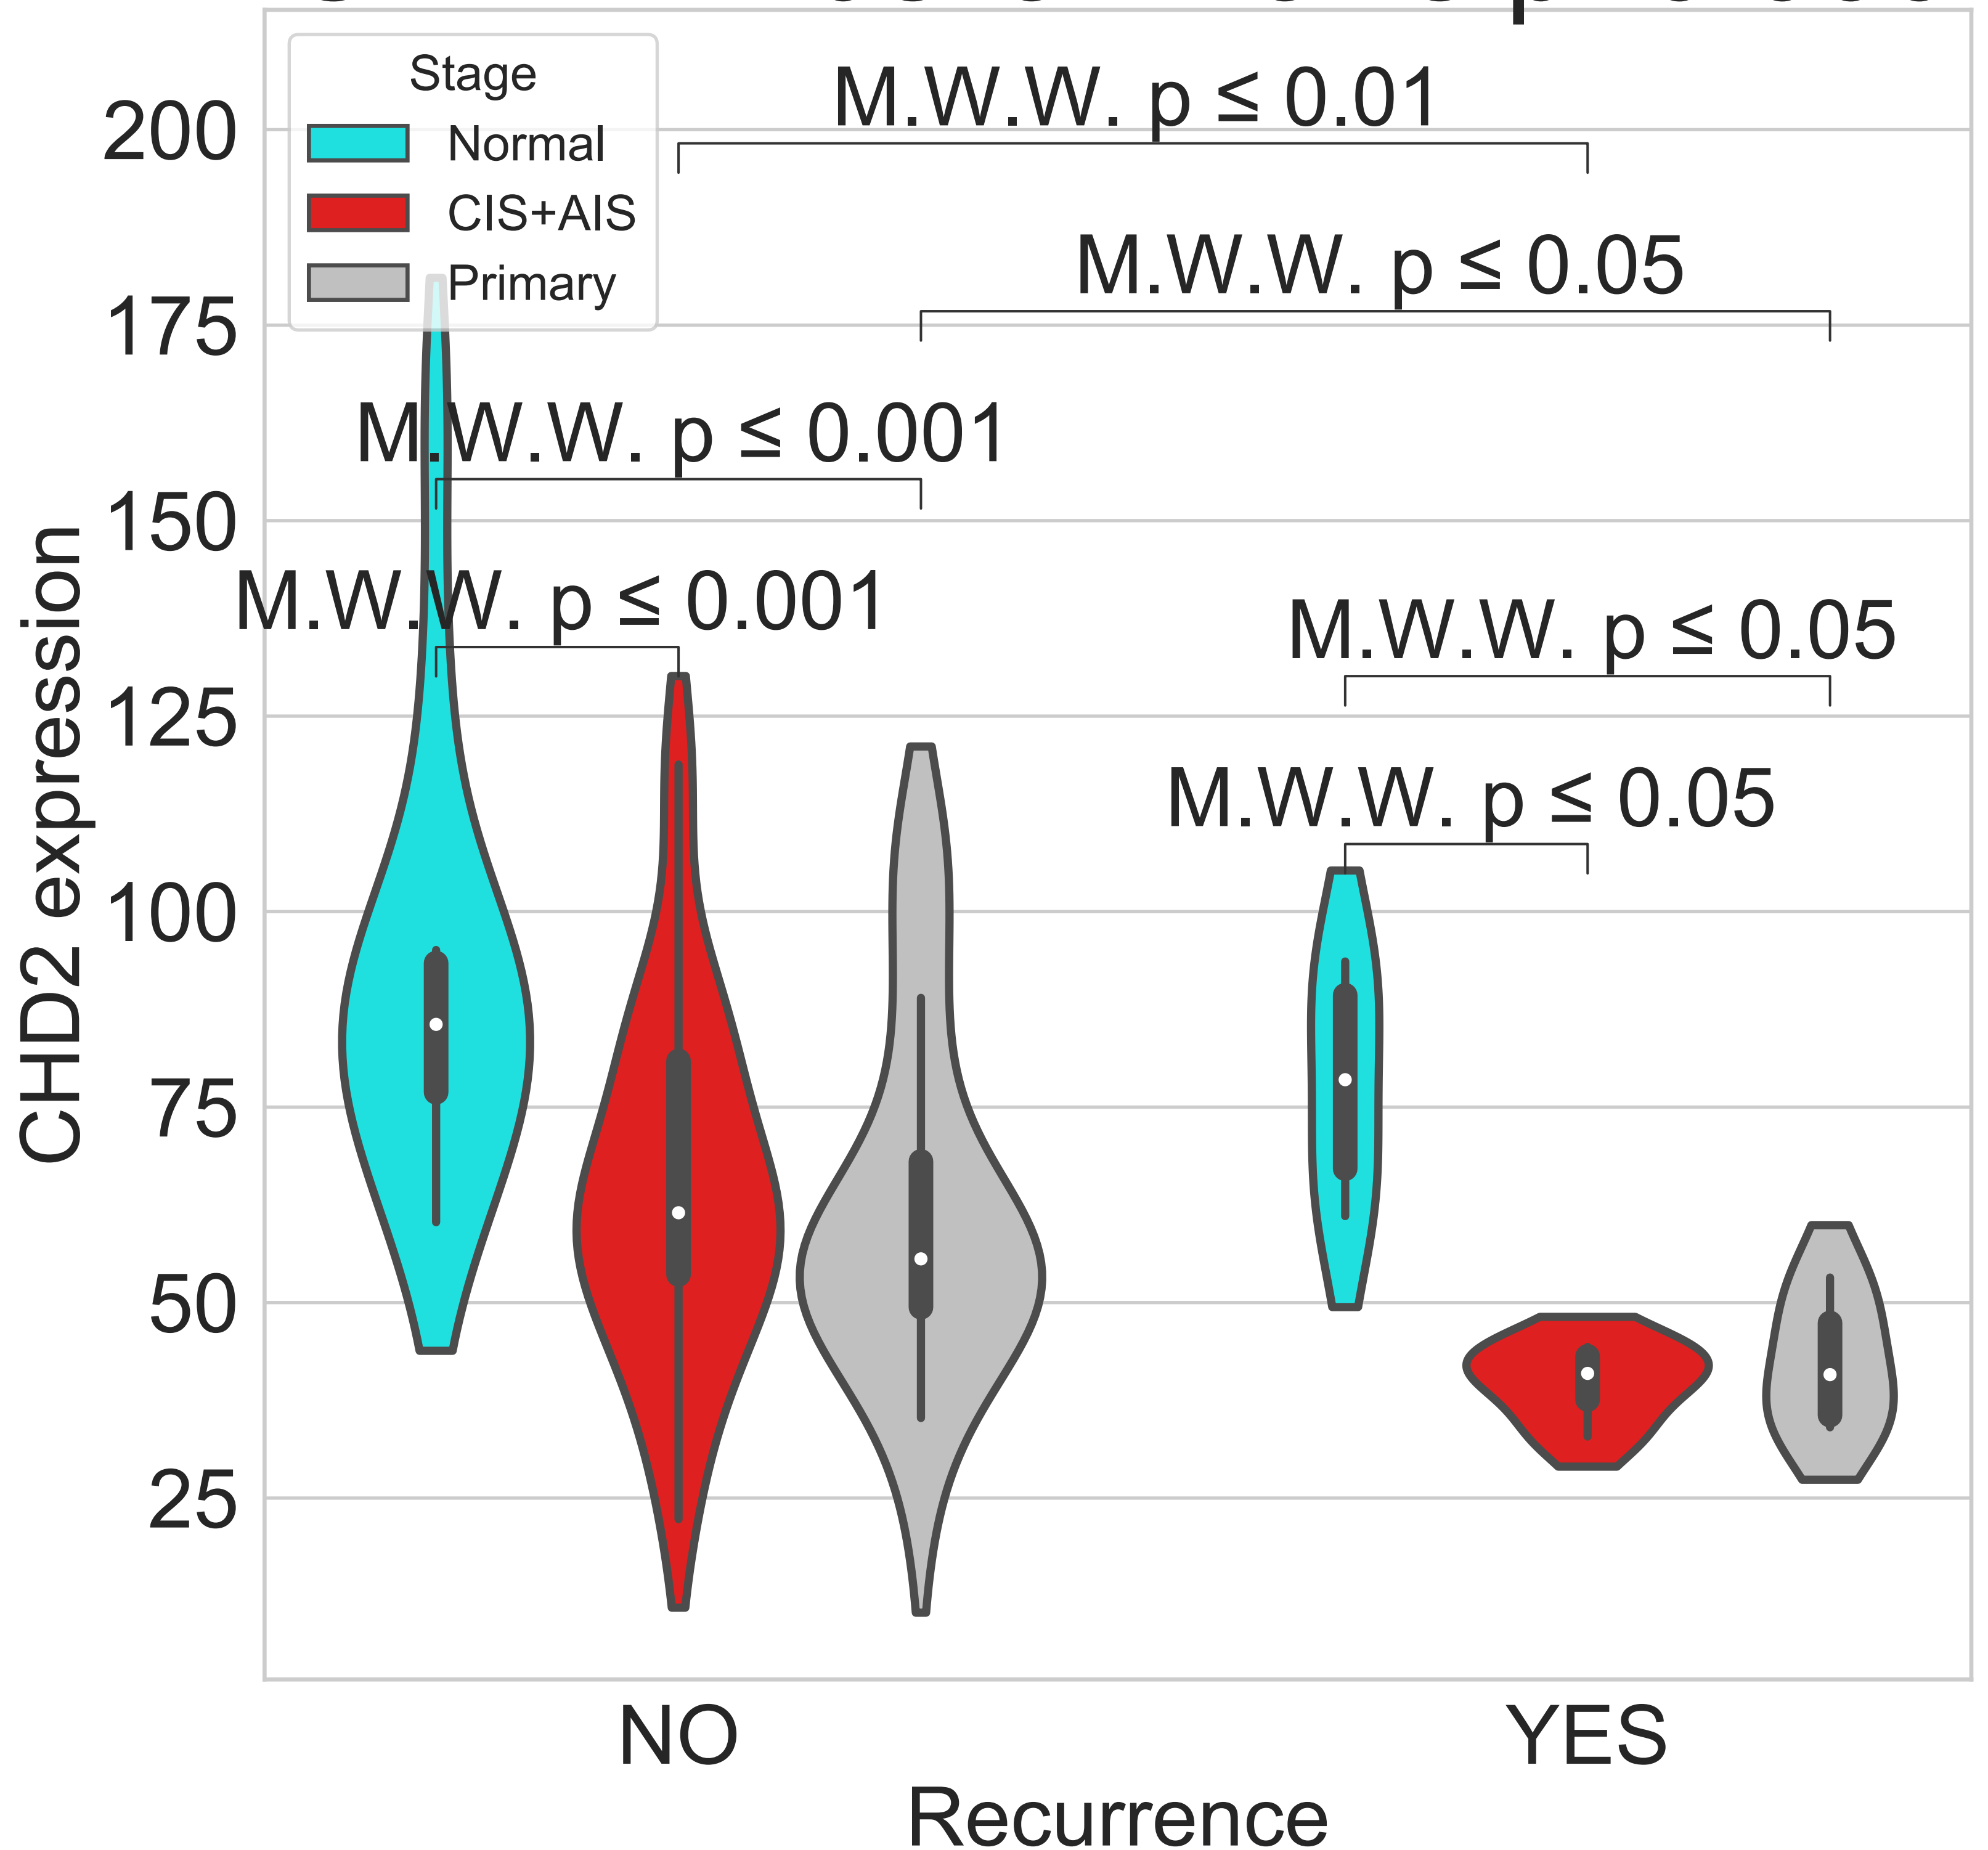 Stage
Normal
CIS+AIS
Primary
M.W.W. p ≤ 0.01
M.W.W. p ≤ 0.05
M.W.W. p ≤ 0.001
M.W.W. p ≤ 0.001
M.W.W. p ≤ 0.05
M.W.W. p ≤ 0.05
200
175
150
125
100
75
50
25
CHD2 expression
NO
YES
Recurrence